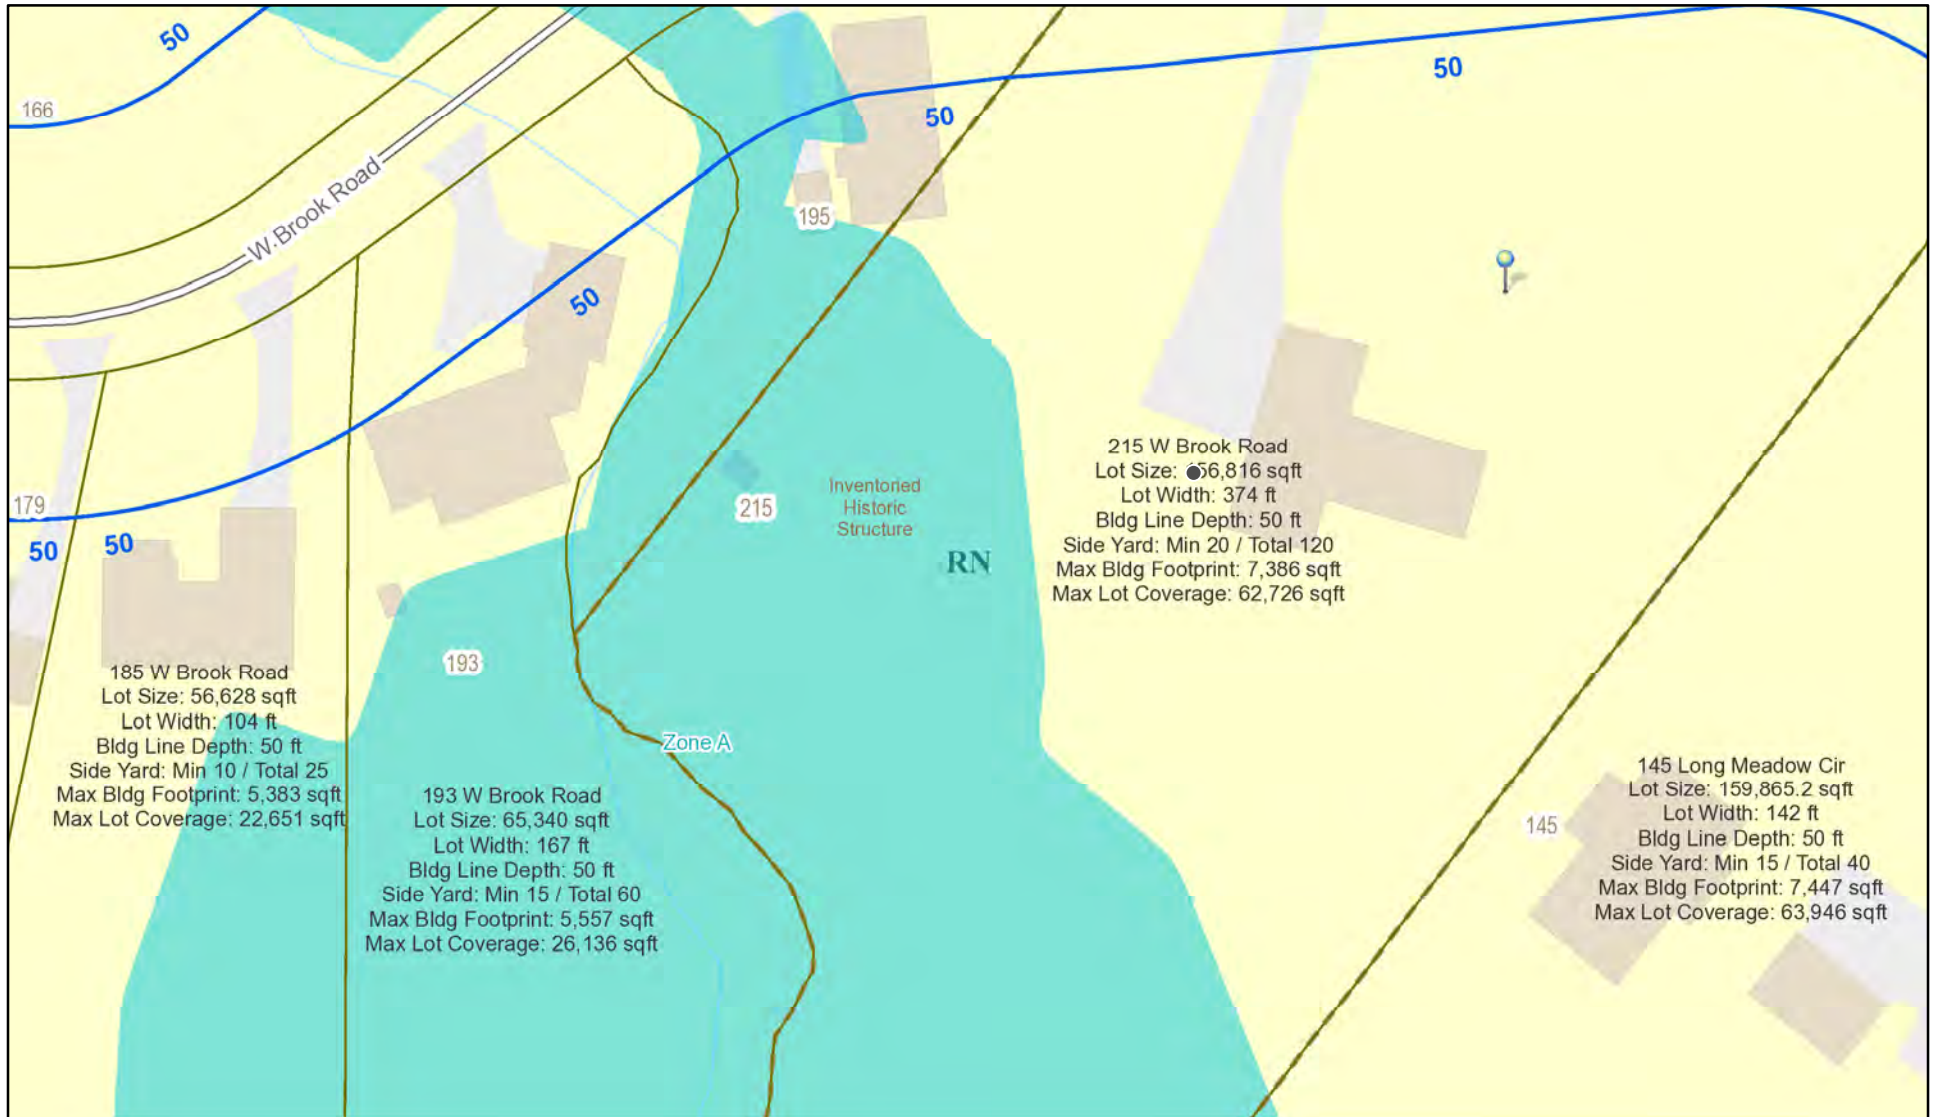 50
166
50
50
W. Brook Road
195
50
215 W Brook Road
Lot Size: 56,816 sqft
Lot Width: 374 ft
Bldg Line Depth: 50 ft
Side Yard: Min 20 / Total 120
Max Bldg Footprint: 7,386 sqft
Max Lot Coverage: 62,726 sqft
Inventoried
Historic
Structure
215
179
50
50
RN
193
185 W Brook Road
Lot Size: 56,628 sqft
Lot Width: 104 ft
Bldg Line Depth: 50 ft
Side Yard: Min 10 / Total 25
Max Bldg Footprint: 5,383 sqft
Max Lot Coverage: 22,651 sqft
Zone A
193 W Brook Road
Lot Size: 65,340 sqft
Lot Width: 167 ft
Bldg Line Depth: 50 ft
Side Yard: Min 15 / Total 60
Max Bldg Footprint: 5,557 sqft
Max Lot Coverage: 26,136 sqft
145
145 Long Meadow Cir
Lot Size: 159,865.2 sqft
Lot Width: 142 ft
Bldg Line Depth: 50 ft
Side Yard: Min 15 / Total 40
Max Bldg Footprint: 7,447 sqft
Max Lot Coverage: 63,946 sqft